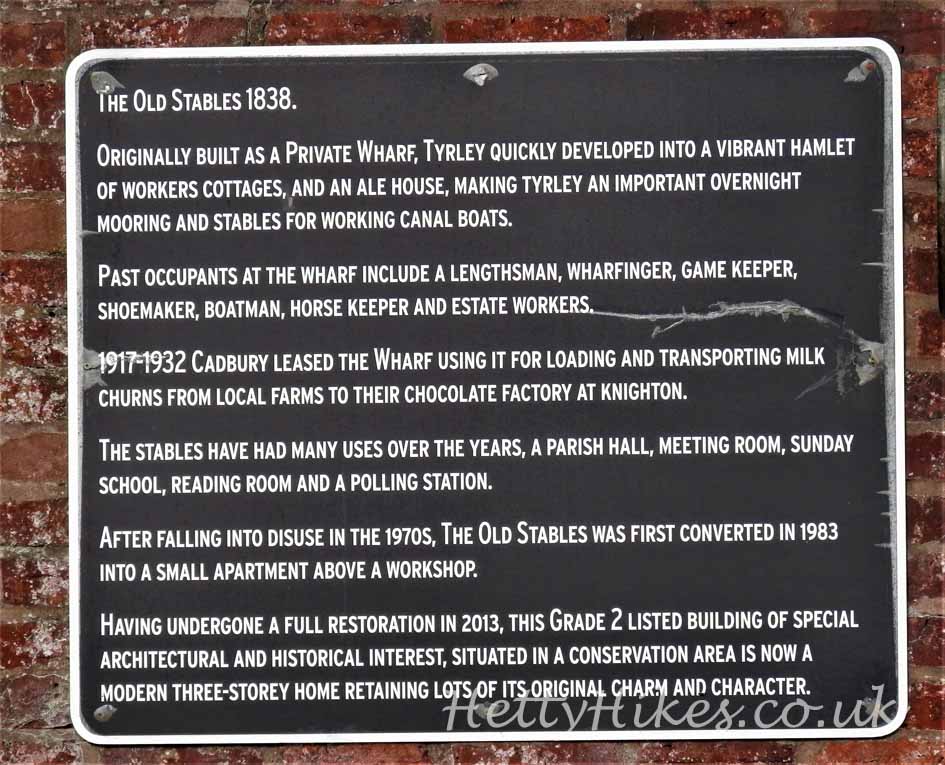 The Old Stables 1838.
Originally built as a Private Wharf, Tyrley quickly developed into a vibrant hamlet
of workers cottages, and an ale house, making tyrley an important overnight
mooring and stables for working canal boats.
Past occupants at the wharf include a lengthsman, wharfinger, game keeper,
shoemaker, boatman, horse keeper and estate workers.
1917-1932 Cadbury leased the Wharf using it for loading and transporting milk
churns from local farms to their chocolate factory at knighton.
The stables have had many uses over the years, a parish hall, meeting room, sunday
school, reading room and a polling station.
After falling into disuse in the 1970s, The Old Stables was first converted in 1983
into a small apartment above a workshop.
Having undergone a full restoration in 2013, this Grade 2 listed building of special
architectural and historical interest, situated in a conservation area is now a
modern three-storey home retaining lots of its original charm and character.
HettyHikes.co.uk